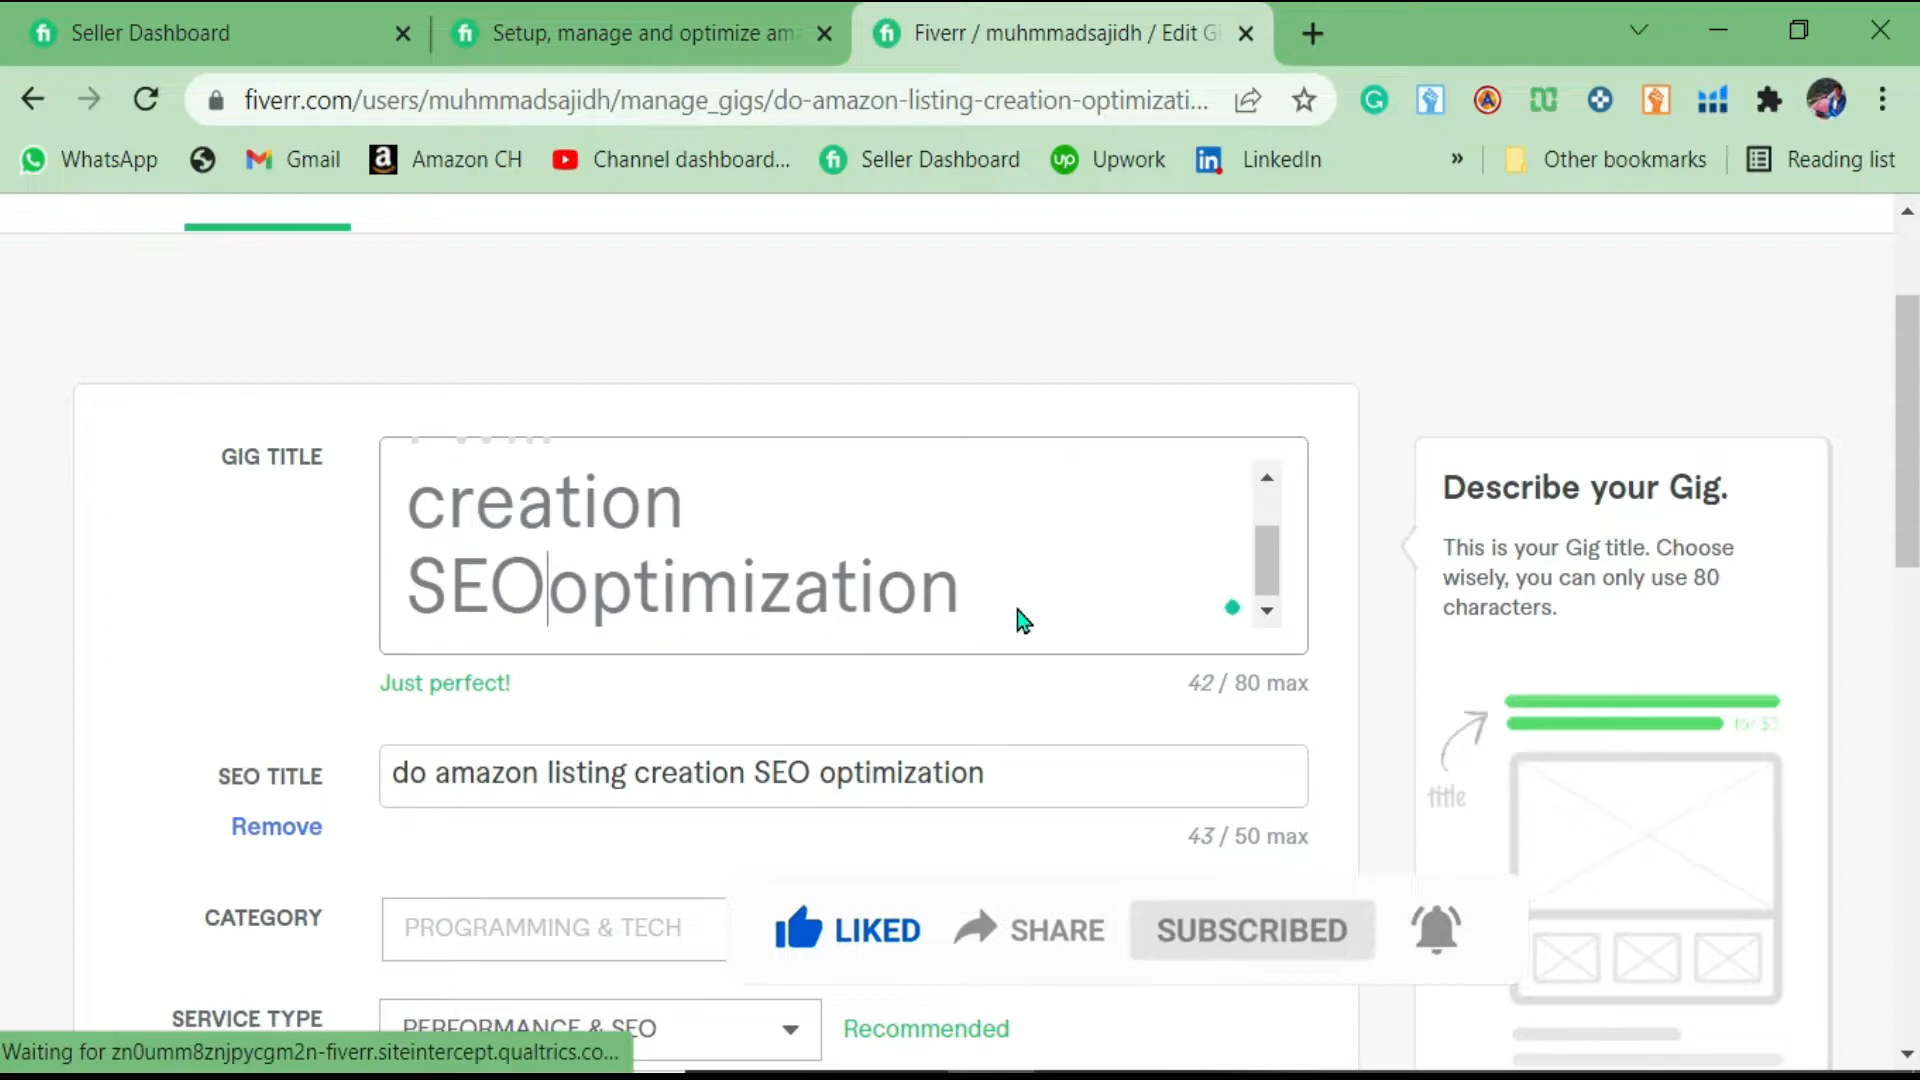 Seller Dashboard
Setup, manage and optimize ama
Fiverr / muhmmadsajidh / Edit G
fiverr.com/users/muhmmadsajidh/manage_gigs/do-amazon-listing-creation-optimizati...
WhatsApp
Gmail
Amazon CH
Channel dashboard...
Seller Dashboard
Upwork
LinkedIn
»
Other bookmarks
Reading list
GIG TITLE
creation
SEOoptimization
Just perfect!
42 / 80 max
Describe your Gig.
This is your Gig title. Choose
wisely, you can only use 80
characters.
for $5
title
SEO TITLE
do amazon listing creation SEO optimization
Remove
43 / 50 max
CATEGORY
PROGRAMMING & TECH
LIKED
SHARE
SUBSCRIBED
SERVICE TYPE
PERFORMANCE & SEO
Recommended
Waiting for zn0umm8znjpycgm2n-fiverr.siteintercept.qualtrics.co...